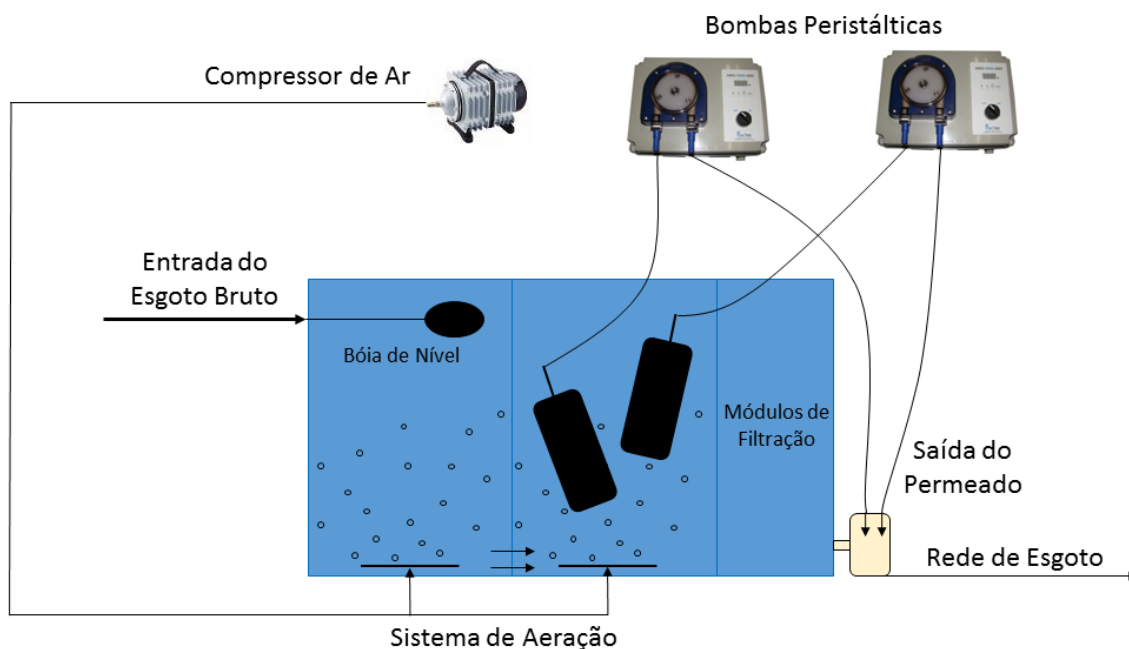 Bombas Peristálticas
Compressor de Ar
Entrada do
Esgoto Bruto
Bóia de Nível
Módulos de
Filtração
Saída do
Permeado
Rede de Esgoto
Sistema de Aeração